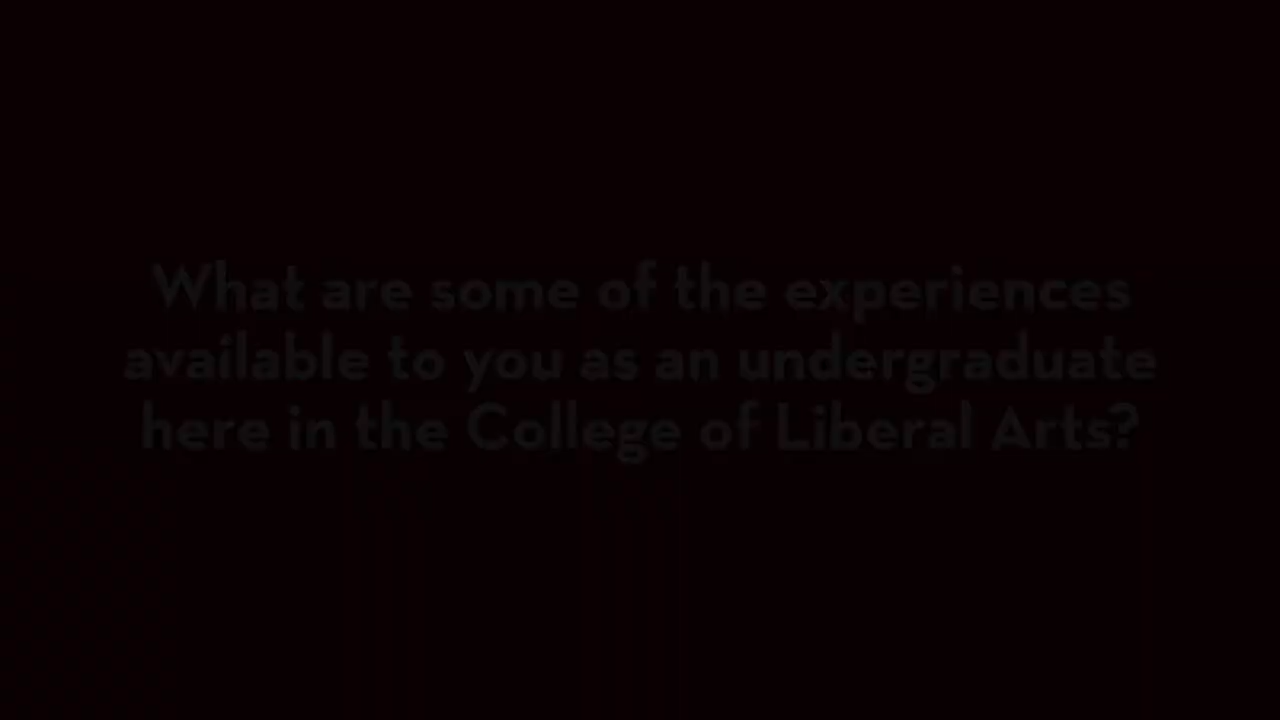 What are some of the experiences
available to you as an undergraduate
here in the College of Liberal Arts?